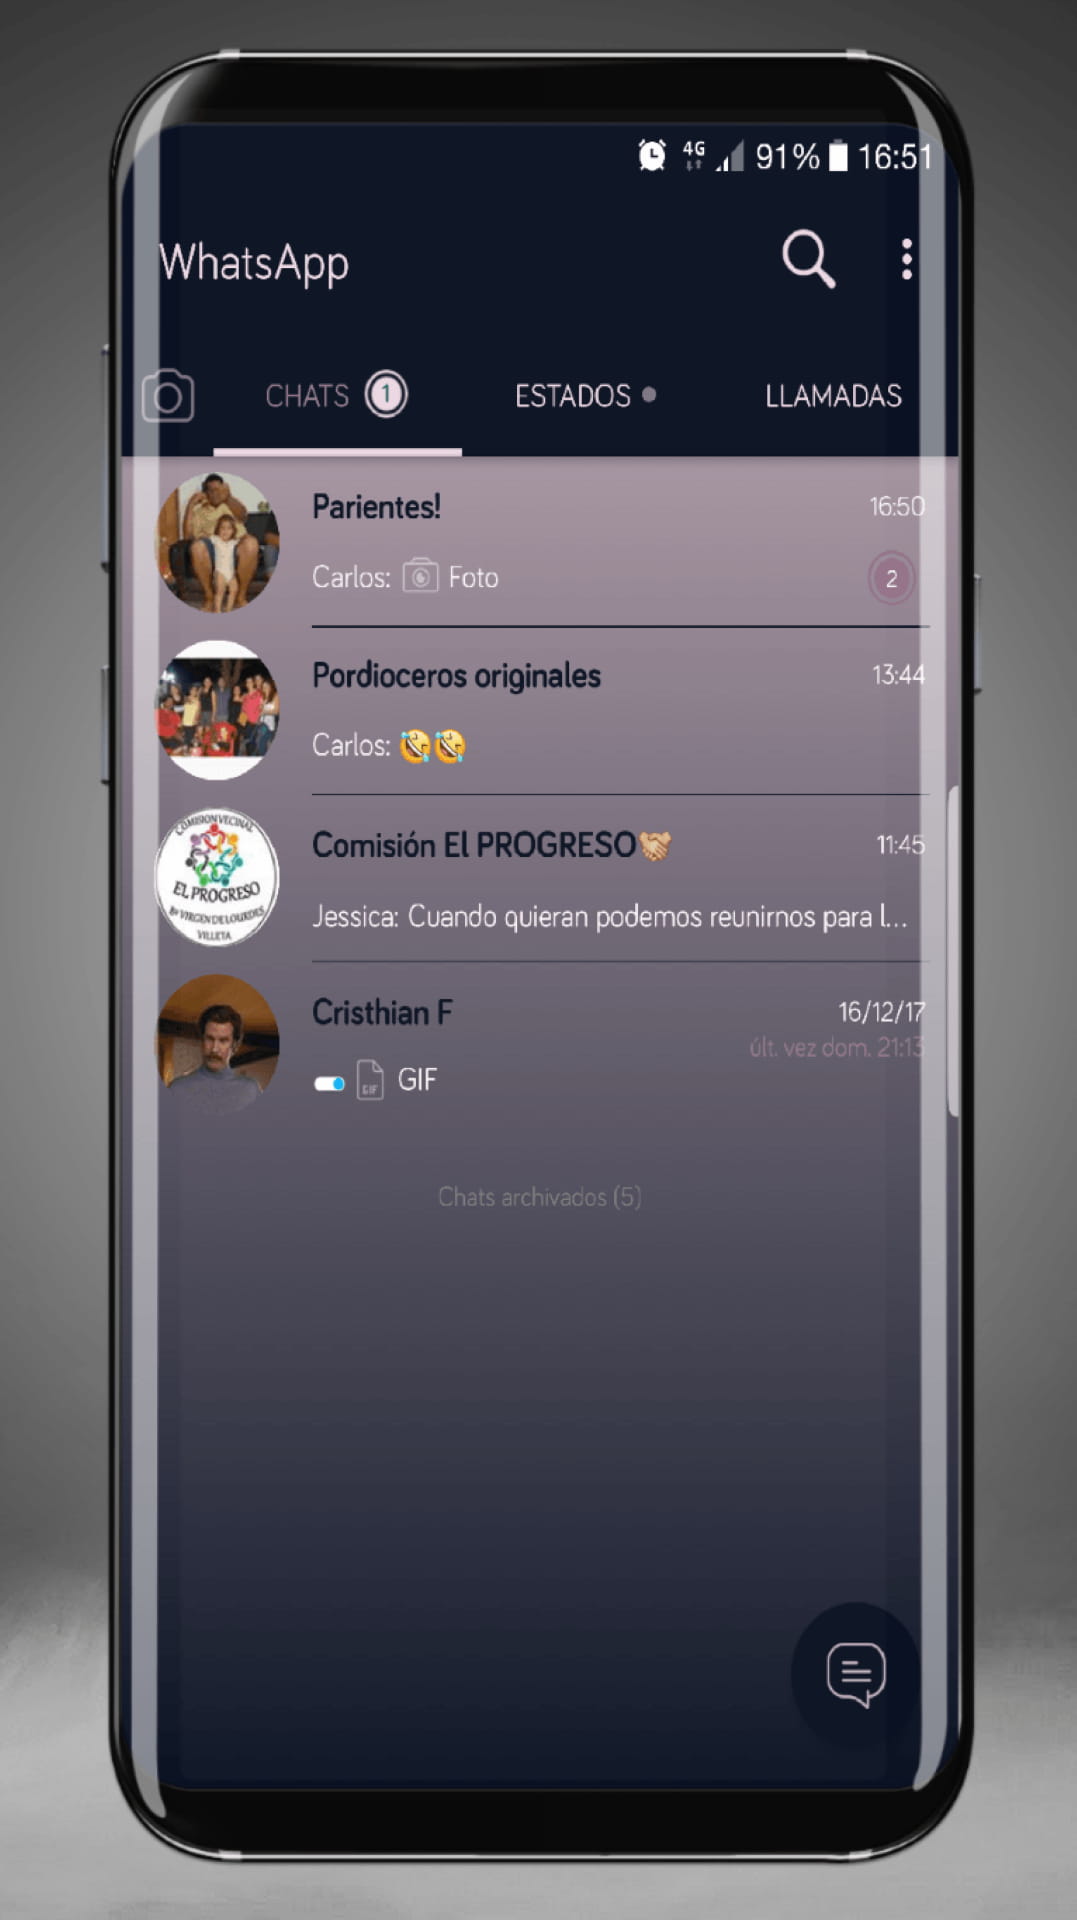 4G 91% 16:51
WhatsApp
CHATS 1 ESTADOS LLAMADAS
Parientes! 16:50
Carlos: Foto 2
Pordioceros originales 13:44
Carlos: 🤣🤣
COMISION VECINAL
EL PROGRESO
Bº VIRGEN DE LOURDES
VILLETA
Comisión El PROGRESO🤝🏼 11:45
Jessica: Cuando quieran podemos reunirnos para l...
Cristhian F 16/12/17
últ. vez dom. 21:13
GIF GIF
Chats archivados (5)